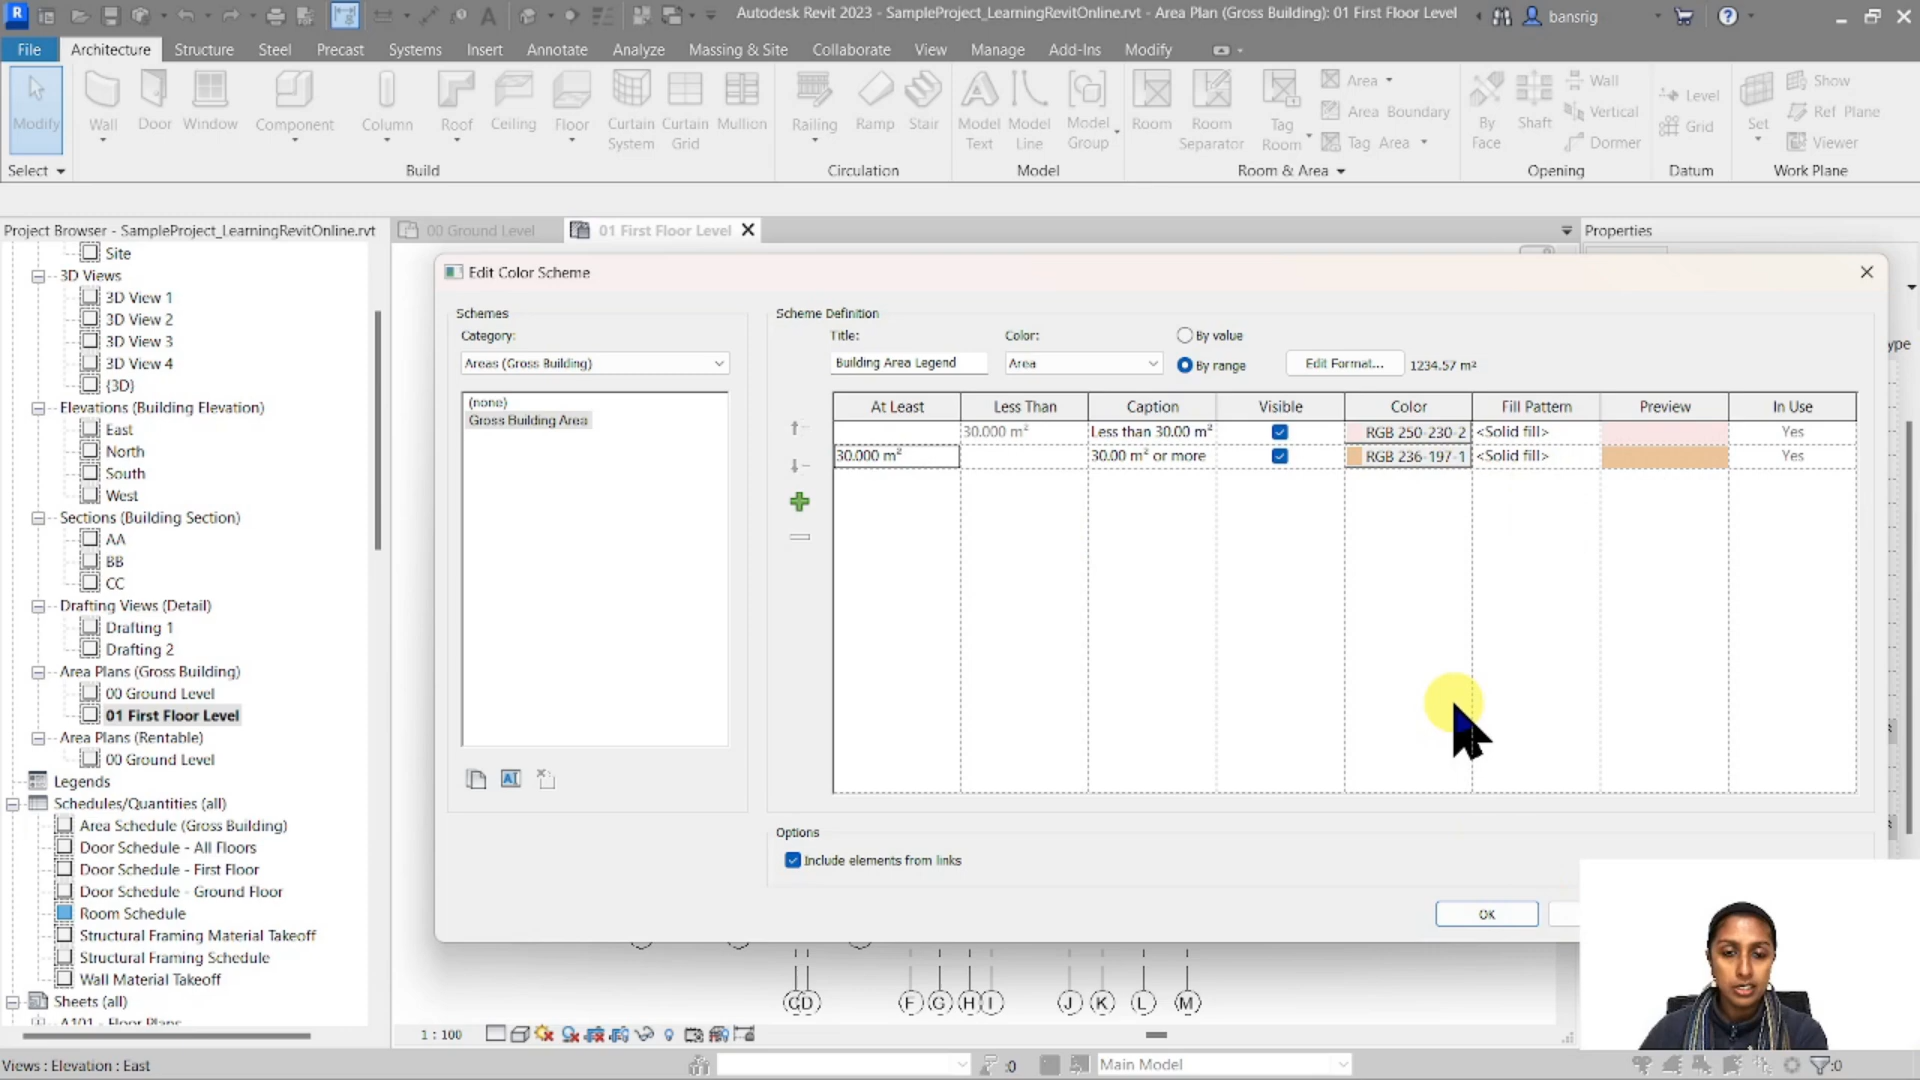 Autodesk Revit 2023 - SampleProject_LearningRevitOnline.rvt - Area Plan (Gross Building): 01 First Floor Level
bansrig
File Architecture Structure Steel Precast Systems Insert Annotate Analyze Massing & Site Collaborate View Manage Add-Ins Modify
Modify Wall Door Window Component Column Roof Ceiling Floor Curtain System Curtain Grid Mullion Railing Ramp Stair Model Text Model Line Model Group Room Room Separator Tag Room Area Area Boundary Tag Area By Face Shaft Wall Vertical Dormer Level Grid Set Show Ref Plane Viewer
Select Build Circulation Model Room & Area Opening Datum Work Plane
Project Browser - SampleProject_LearningRevitOnline.rvt
00 Ground Level
01 First Floor Level
Properties
Site
3D Views
3D View 1
3D View 2
3D View 3
3D View 4
{3D}
Elevations (Building Elevation)
East
North
South
West
Sections (Building Section)
AA
BB
CC
Drafting Views (Detail)
Drafting 1
Drafting 2
Area Plans (Gross Building)
00 Ground Level
01 First Floor Level
Area Plans (Rentable)
00 Ground Level
Legends
Schedules/Quantities (all)
Area Schedule (Gross Building)
Door Schedule - All Floors
Door Schedule - First Floor
Door Schedule - Ground Floor
Room Schedule
Structural Framing Material Takeoff
Structural Framing Schedule
Wall Material Takeoff
Sheets (all)
A101 - Floor Plans
Edit Color Scheme
Schemes
Category:
Areas (Gross Building)
(none)
Gross Building Area
Scheme Definition
Title: Color: By value
Building Area Legend Area By range Edit Format... 1234.57 m²
At Least Less Than Caption Visible Color Fill Pattern Preview In Use
30.000 m² Less than 30.00 m² RGB 250-230-2 <Solid fill> Yes
30.000 m² 30.00 m² or more RGB 236-197-1 <Solid fill> Yes
Options
Include elements from links
OK
ype
C D F G H I J K L M
1 : 100
Views : Elevation : East
:0 Main Model :0